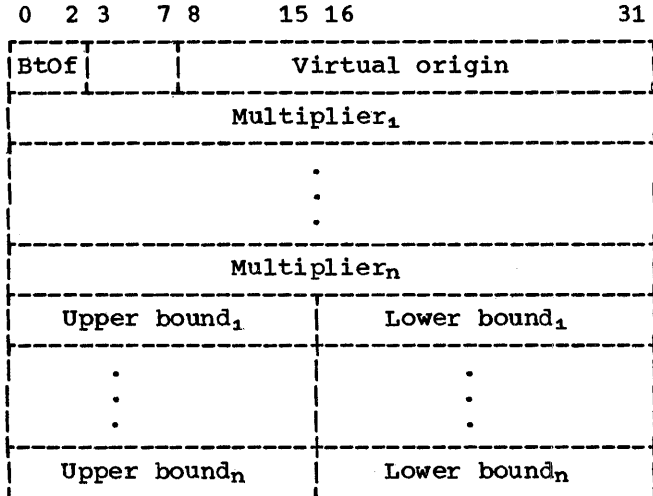 0 2 3 7 8 15 16 31
BtOf Virtual origin
Multiplier₁
.
.
.
Multiplierₙ
Upper bound₁ Lower bound₁
. .
. .
. .
Upper boundₙ Lower boundₙ